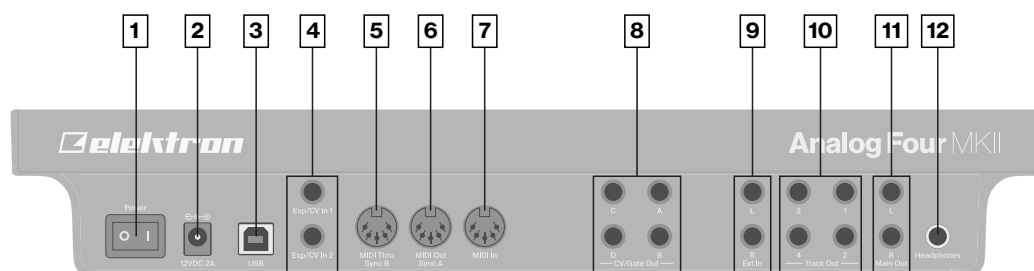 1 2 3 4 5 6 7 8 9 10 11 12
elektron
Analog Four MKII
Power
O I
12VDC 2A
USB
Exp/CV In 1
Exp/CV In 2
MIDI Thru
Sync B
MIDI Out
Sync A
MIDI In
C A
D B
CV/Gate Out
L
R
Ext In
3 1
4 2
Track Out
L
R
Main Out
Headphones